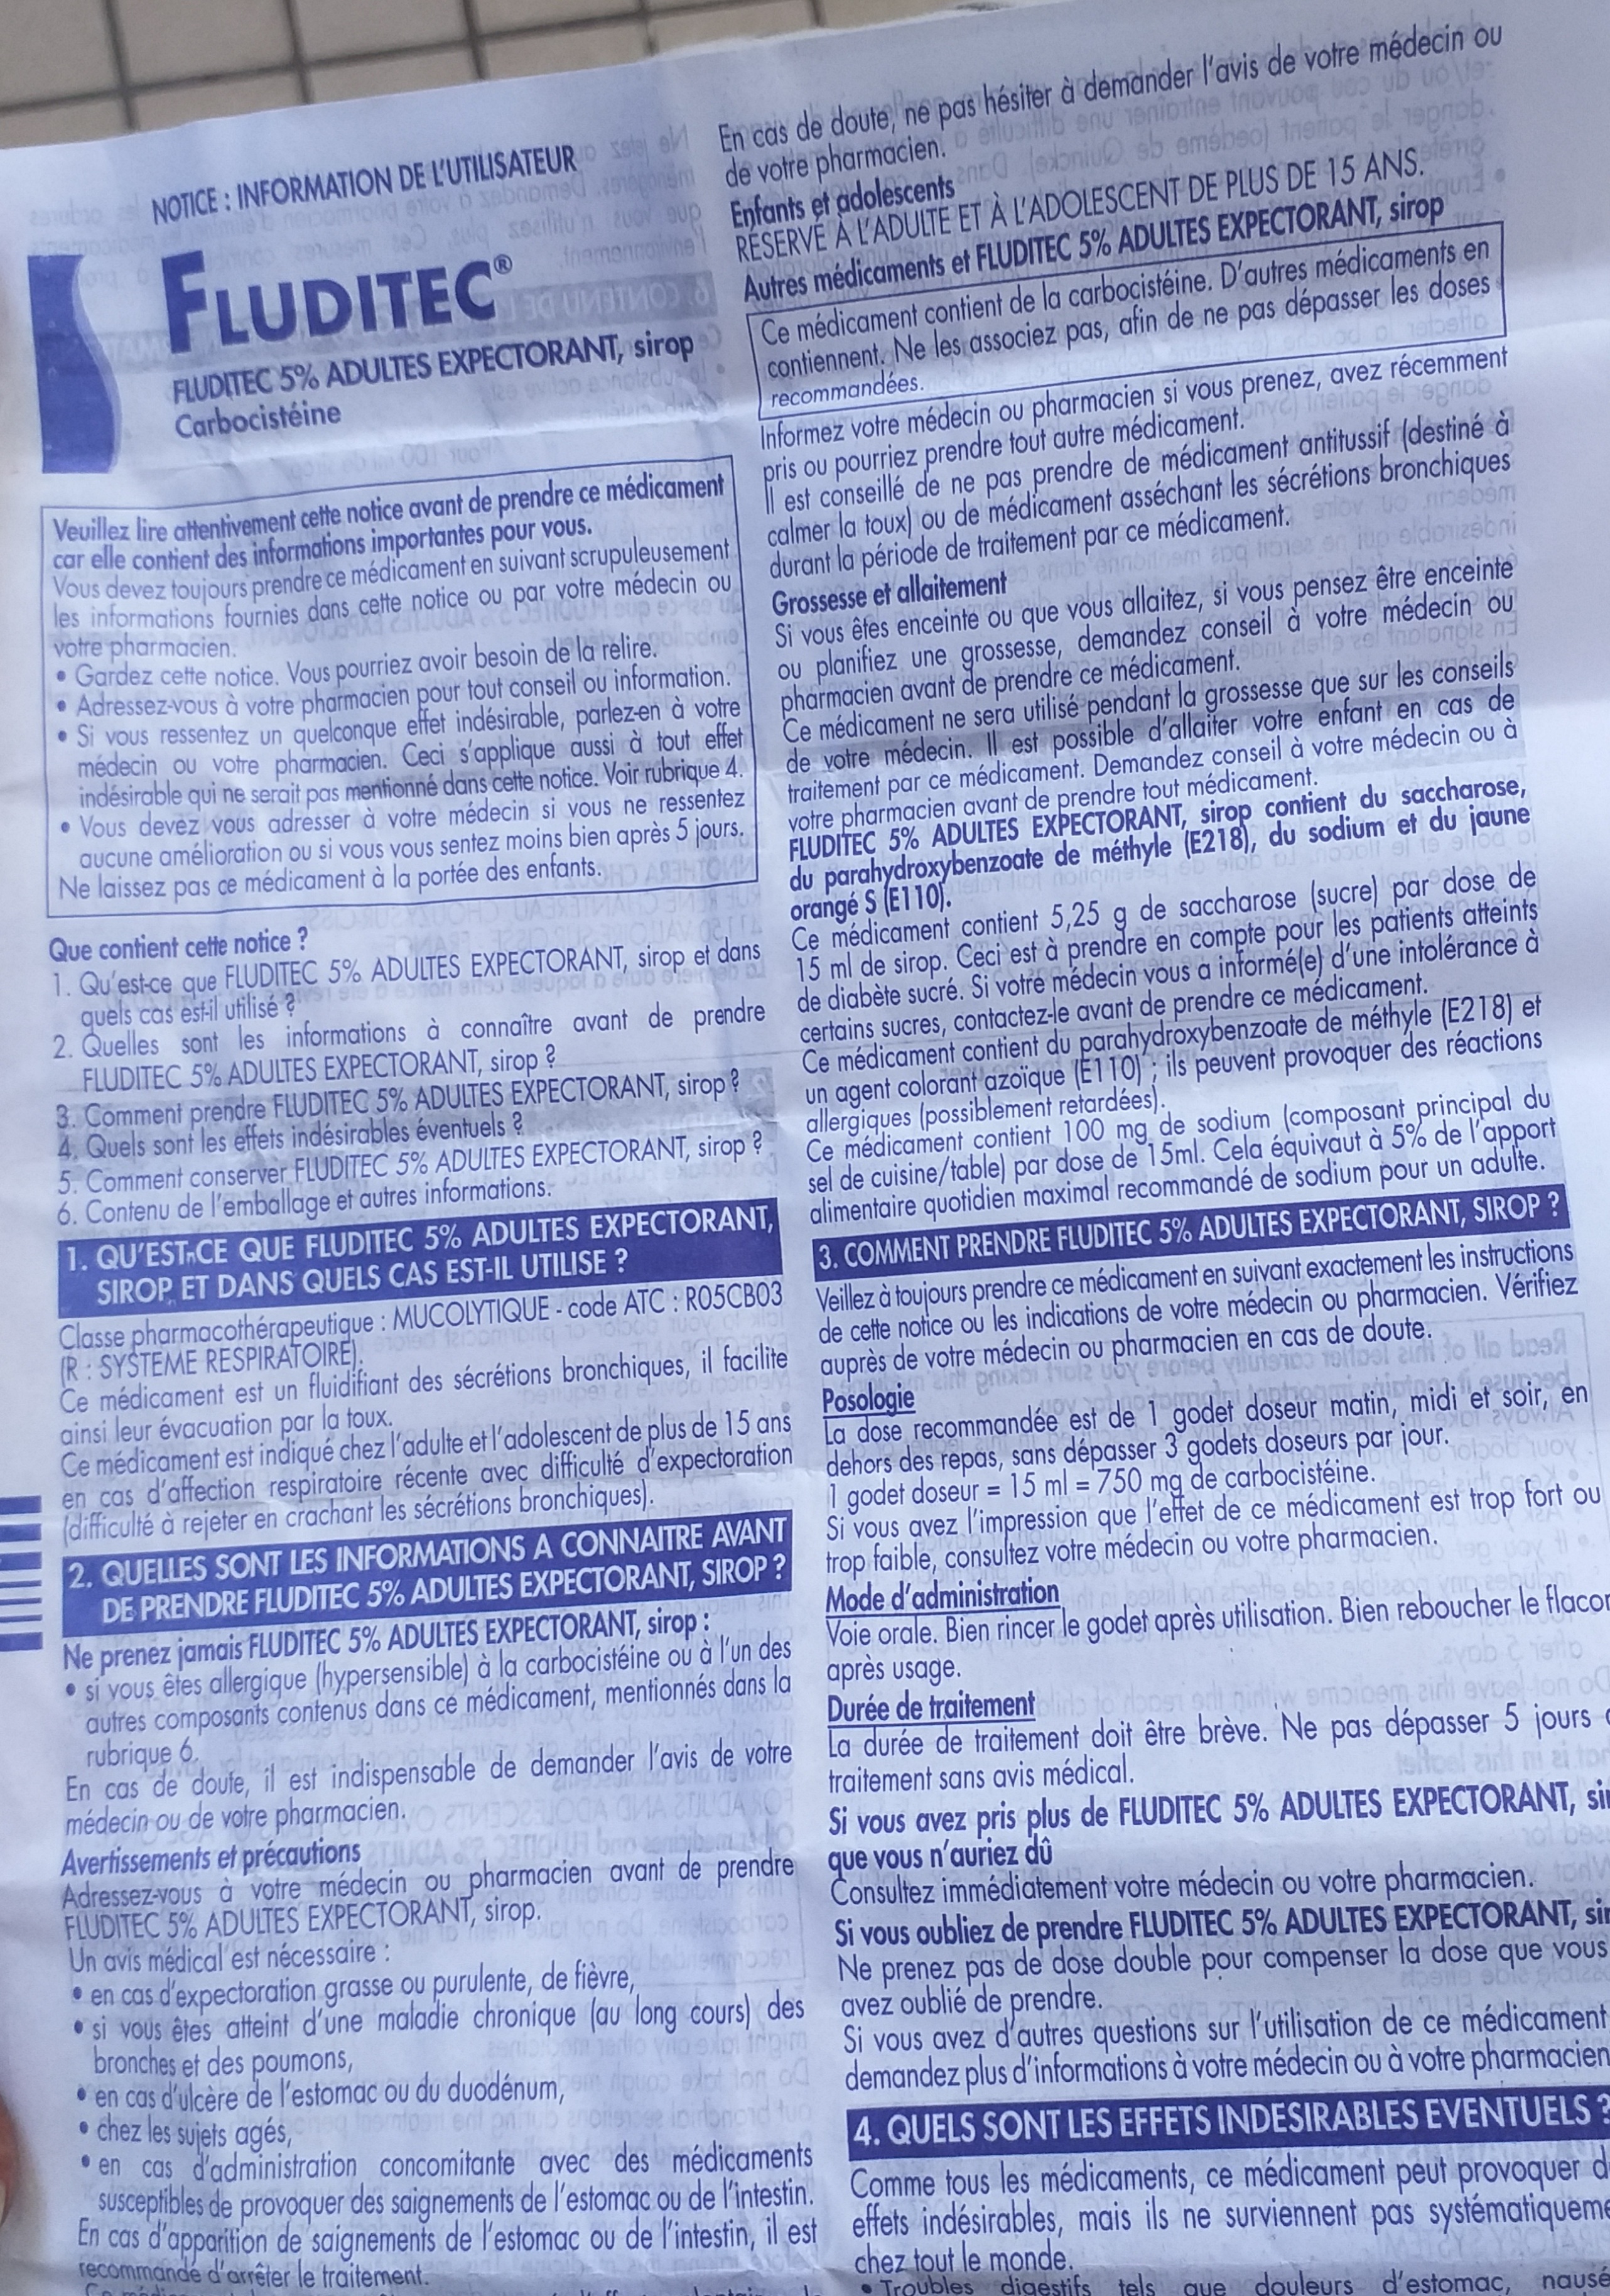 NOTICE : INFORMATION DE L'UTILISATEUR
FLUDITEC®
FLUDITEC 5% ADULTES EXPECTORANT, sirop
Carbocistéine
Veuillez lire attentivement cette notice avant de prendre ce médicament
car elle contient des informations importantes pour vous.
Vous devez toujours prendre ce médicament en suivant scrupuleusement
les informations fournies dans cette notice ou par votre médecin ou
votre pharmacien.
• Gardez cette notice. Vous pourriez avoir besoin de la relire.
• Adressez-vous à votre pharmacien pour tout conseil ou information.
• Si vous ressentez un quelconque effet indésirable, parlez-en à votre
médecin ou votre pharmacien. Ceci s'applique aussi à tout effet
indésirable qui ne serait pas mentionné dans cette notice. Voir rubrique 4.
• Vous devez vous adresser à votre médecin si vous ne ressentez
aucune amélioration ou si vous vous sentez moins bien après 5 jours.
Ne laissez pas ce médicament à la portée des enfants.
Que contient cette notice ?
1. Qu'est-ce que FLUDITEC 5% ADULTES EXPECTORANT, sirop et dans
quels cas est-il utilisé ?
2. Quelles sont les informations à connaître avant de prendre
FLUDITEC 5% ADULTES EXPECTORANT, sirop ?
3. Comment prendre FLUDITEC 5% ADULTES EXPECTORANT, sirop ?
4. Quels sont les effets indésirables éventuels ?
5. Comment conserver FLUDITEC 5% ADULTES EXPECTORANT, sirop ?
6. Contenu de l'emballage et autres informations.
1. QU'EST-CE QUE FLUDITEC 5% ADULTES EXPECTORANT,
SIROP ET DANS QUELS CAS EST-IL UTILISE ?
Classe pharmacothérapeutique : MUCOLYTIQUE - code ATC : R05CB03
(R : SYSTEME RESPIRATOIRE).
Ce médicament est un fluidifiant des sécrétions bronchiques, il facilite
ainsi leur évacuation par la toux.
Ce médicament est indiqué chez l'adulte et l'adolescent de plus de 15 ans
en cas d'affection respiratoire récente avec difficulté d'expectoration
(difficulté à rejeter en crachant les sécrétions bronchiques).
2. QUELLES SONT LES INFORMATIONS A CONNAITRE AVANT
DE PRENDRE FLUDITEC 5% ADULTES EXPECTORANT, SIROP ?
Ne prenez jamais FLUDITEC 5% ADULTES EXPECTORANT, sirop :
• si vous êtes allergique (hypersensible) à la carbocistéine ou à l'un des
autres composants contenus dans ce médicament, mentionnés dans la
rubrique 6.
En cas de doute, il est indispensable de demander l'avis de votre
médecin ou de votre pharmacien.
Avertissements et précautions
Adressez-vous à votre médecin ou pharmacien avant de prendre
FLUDITEC 5% ADULTES EXPECTORANT, sirop.
Un avis médical est nécessaire :
• en cas d'expectoration grasse ou purulente, de fièvre,
• si vous êtes atteint d'une maladie chronique (au long cours) des
bronches et des poumons,
• en cas d'ulcère de l'estomac ou du duodénum,
• chez les sujets agés,
• en cas d'administration concomitante avec des médicaments
susceptibles de provoquer des saignements de l'estomac ou de l'intestin.
En cas d'apparition de saignements de l'estomac ou de l'intestin, il est
recommandé d'arrêter le traitement.
En cas de doute, ne pas hésiter à demander l'avis de votre médecin ou
de votre pharmacien.
Enfants et adolescents
RÉSERVÉ À L'ADULTE ET À L'ADOLESCENT DE PLUS DE 15 ANS.
Autres médicaments et FLUDITEC 5% ADULTES EXPECTORANT, sirop
Ce médicament contient de la carbocistéine. D'autres médicaments en
contiennent. Ne les associez pas, afin de ne pas dépasser les doses
recommandées.
Informez votre médecin ou pharmacien si vous prenez, avez récemment
pris ou pourriez prendre tout autre médicament.
Il est conseillé de ne pas prendre de médicament antitussif (destiné à
calmer la toux) ou de médicament asséchant les sécrétions bronchiques
durant la période de traitement par ce médicament.
Grossesse et allaitement
Si vous êtes enceinte ou que vous allaitez, si vous pensez être enceinte
ou planifiez une grossesse, demandez conseil à votre médecin ou
pharmacien avant de prendre ce médicament.
Ce médicament ne sera utilisé pendant la grossesse que sur les conseils
de votre médecin. Il est possible d'allaiter votre enfant en cas de
traitement par ce médicament. Demandez conseil à votre médecin ou à
votre pharmacien avant de prendre tout médicament.
FLUDITEC 5% ADULTES EXPECTORANT, sirop contient du saccharose,
du parahydroxybenzoate de méthyle (E218), du sodium et du jaune
orangé S (E110).
Ce médicament contient 5,25 g de saccharose (sucre) par dose de
15 ml de sirop. Ceci est à prendre en compte pour les patients atteints
de diabète sucré. Si votre médecin vous a informé(e) d'une intolérance à
certains sucres, contactez-le avant de prendre ce médicament.
Ce médicament contient du parahydroxybenzoate de méthyle (E218) et
un agent colorant azoïque (E110) ; ils peuvent provoquer des réactions
allergiques (possiblement retardées).
Ce médicament contient 100 mg de sodium (composant principal du
sel de cuisine/table) par dose de 15ml. Cela équivaut à 5% de l'apport
alimentaire quotidien maximal recommandé de sodium pour un adulte.
3. COMMENT PRENDRE FLUDITEC 5% ADULTES EXPECTORANT, SIROP ?
Veillez à toujours prendre ce médicament en suivant exactement les instructions
de cette notice ou les indications de votre médecin ou pharmacien. Vérifiez
auprès de votre médecin ou pharmacien en cas de doute.
Posologie
La dose recommandée est de 1 godet doseur matin, midi et soir, en
dehors des repas, sans dépasser 3 godets doseurs par jour.
1 godet doseur = 15 ml = 750 mg de carbocistéine.
Si vous avez l'impression que l'effet de ce médicament est trop fort ou
trop faible, consultez votre médecin ou votre pharmacien.
Mode d'administration
Voie orale. Bien rincer le godet après utilisation. Bien reboucher le flacon
après usage.
Durée de traitement
La durée de traitement doit être brève. Ne pas dépasser 5 jours
traitement sans avis médical.
Si vous avez pris plus de FLUDITEC 5% ADULTES EXPECTORANT,
que vous n'auriez dû
Consultez immédiatement votre médecin ou votre pharmacien.
Si vous oubliez de prendre FLUDITEC 5% ADULTES EXPECTORANT,
Ne prenez pas de dose double pour compenser la dose que vous
avez oublié de prendre.
Si vous avez d'autres questions sur l'utilisation de ce médicament
demandez plus d'informations à votre médecin ou à votre pharmacien
4. QUELS SONT LES EFFETS INDESIRABLES EVENTUELS ?
Comme tous les médicaments, ce médicament peut provoquer
effets indésirables, mais ils ne surviennent pas
chez tout le monde.
• Troubles digestifs tels que douleurs d'estomac,